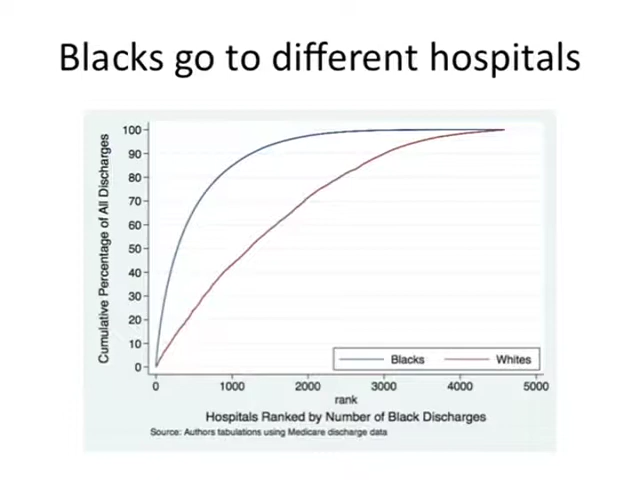 Blacks go to different hospitals
Cumulative Percentage of All Discharges
100
90
80
70
60
50
40
30
20
10
0
Blacks Whites
0 1000 2000 3000 4000 5000
rank
Hospitals Ranked by Number of Black Discharges
Source: Authors tabulations using Medicare discharge data